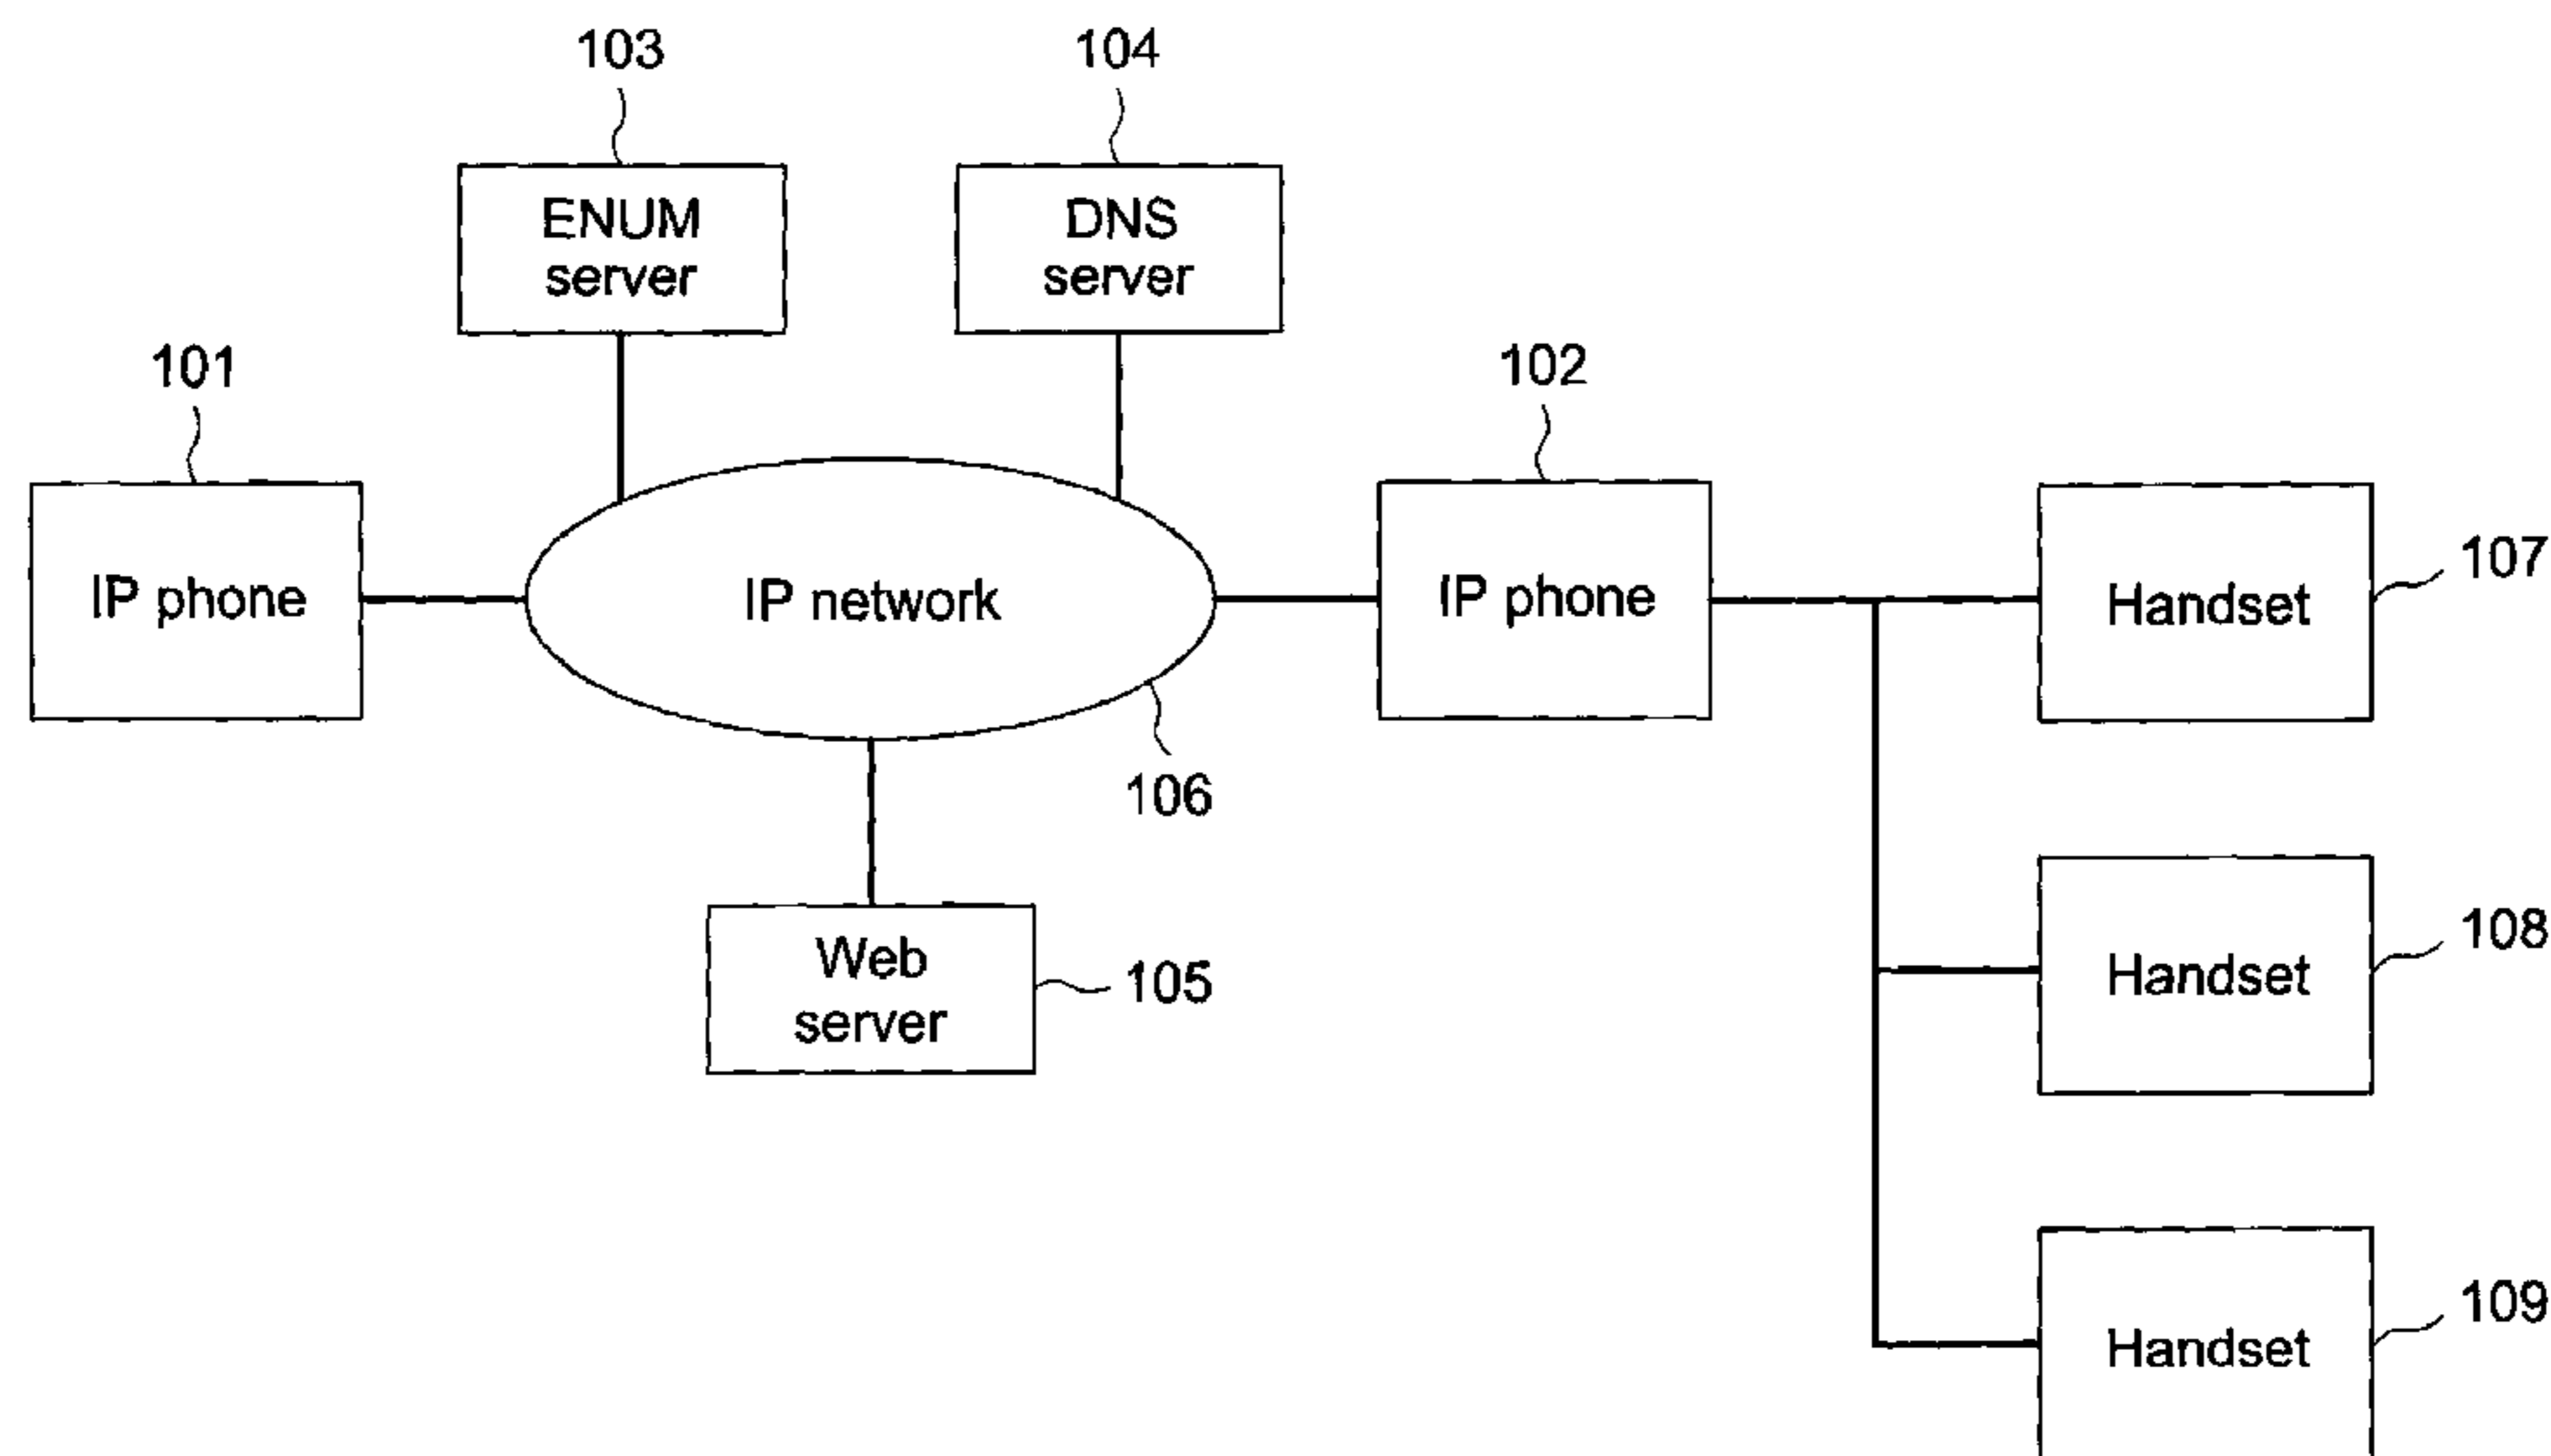 103
104
ENUM
server
DNS
server
101
102
IP phone
IP network
IP phone
Handset
107
106
Web
server
105
Handset
108
Handset
109